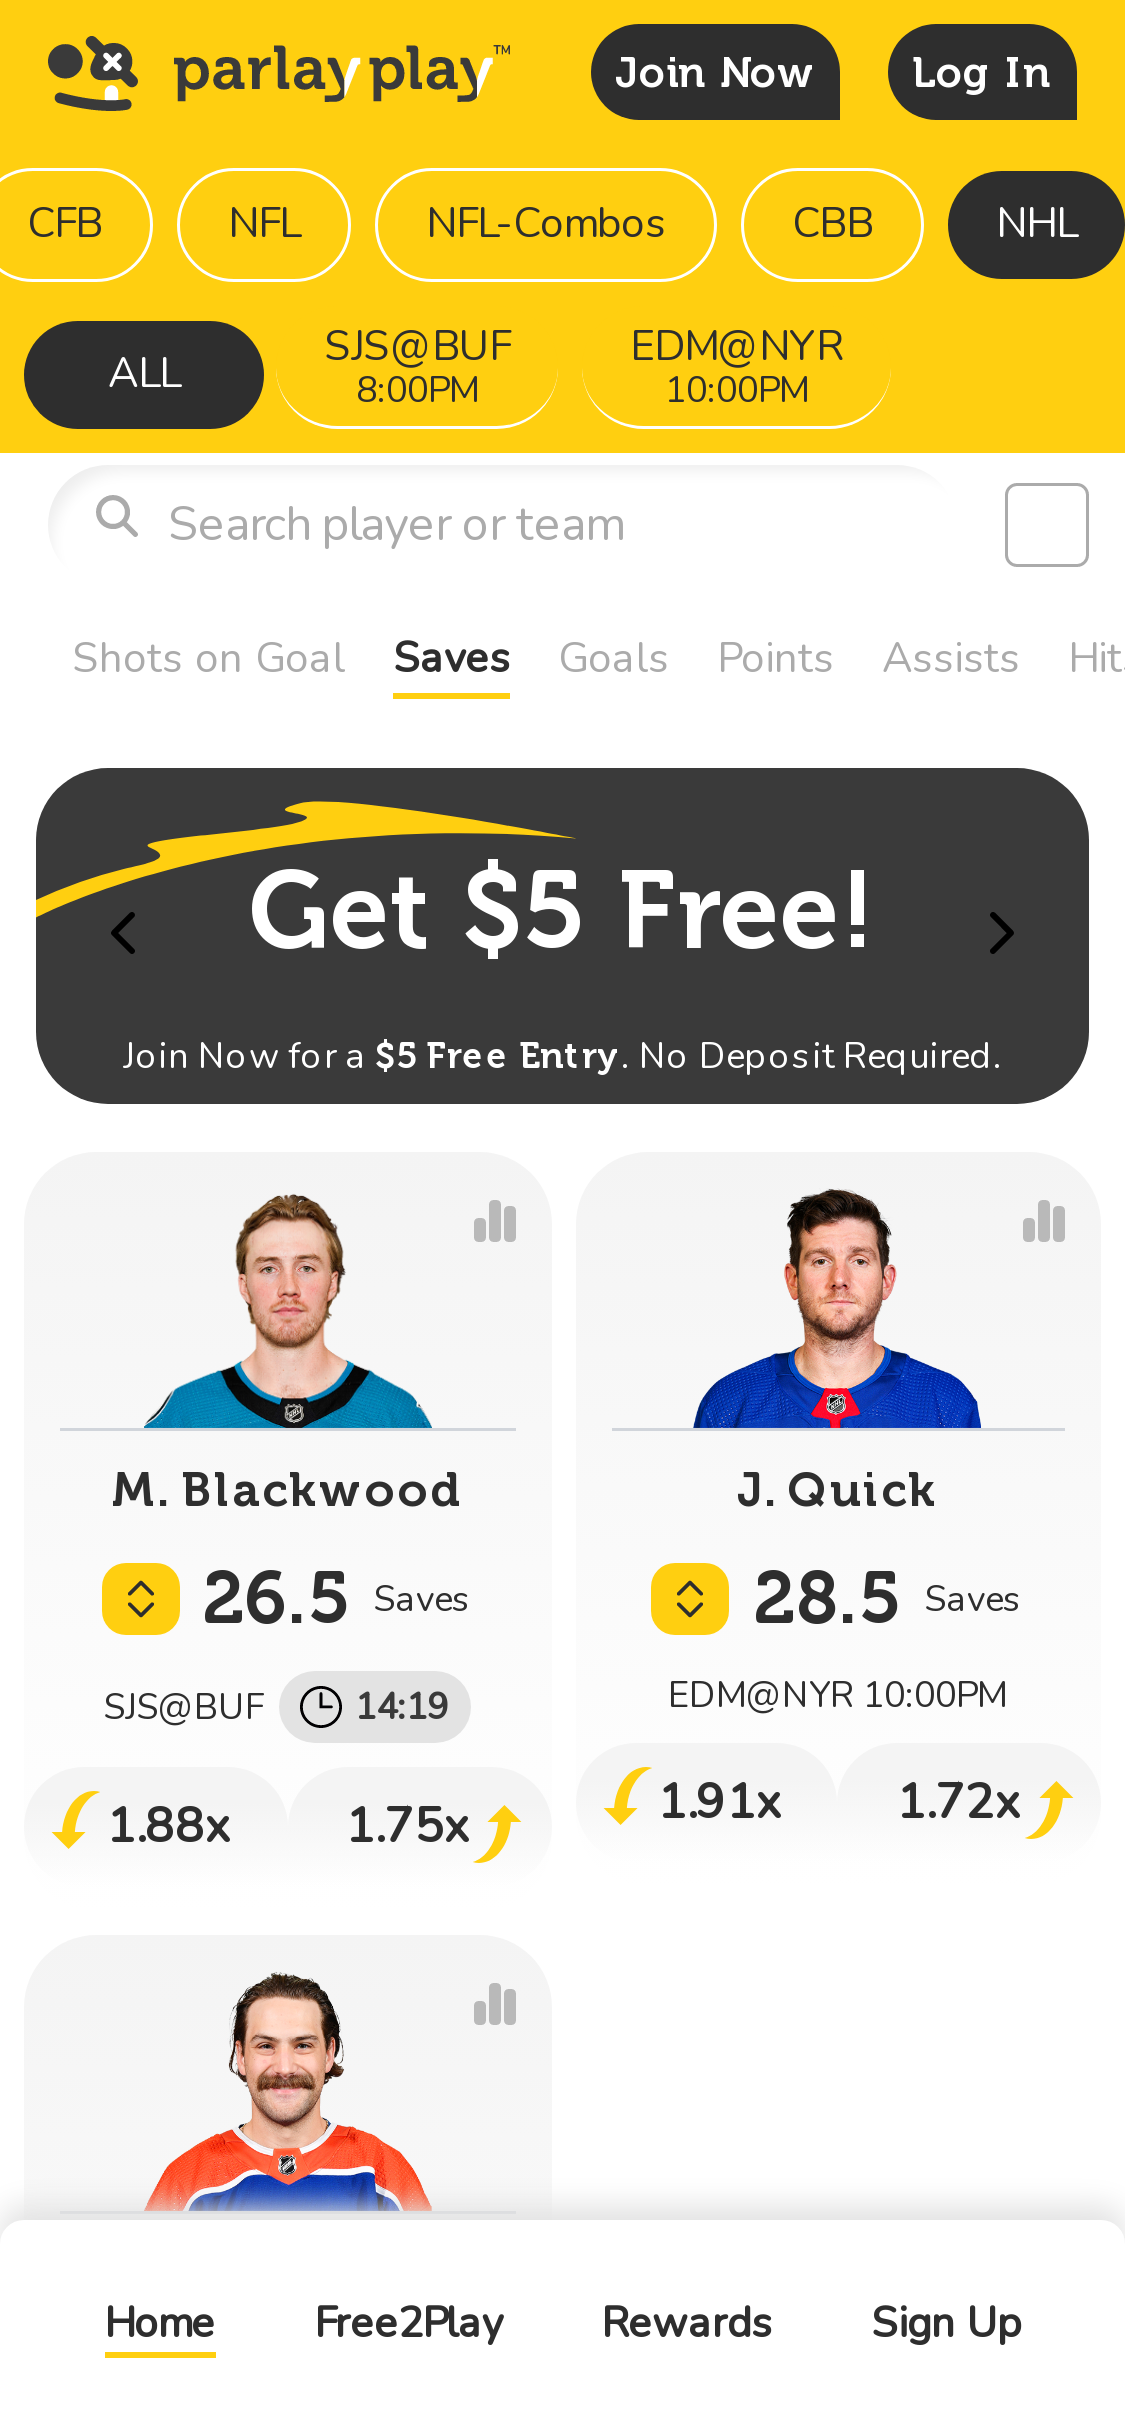 parlayplay™
Join Now
Log In
CFB
NFL
NFL-Combos
CBB
NHL
ALL
SJS@BUF
8:00PM
EDM@NYR
10:00PM
Search player or team
Shots on Goal
Saves
Goals
Points
Assists
Hits
Get $5 Free!
Join Now for a $5 Free Entry. No Deposit Required.
M. Blackwood
26.5 Saves
SJS@BUF 14:19
1.88x
1.75x
J. Quick
28.5 Saves
EDM@NYR 10:00PM
1.91x
1.72x
Home
Free2Play
Rewards
Sign Up